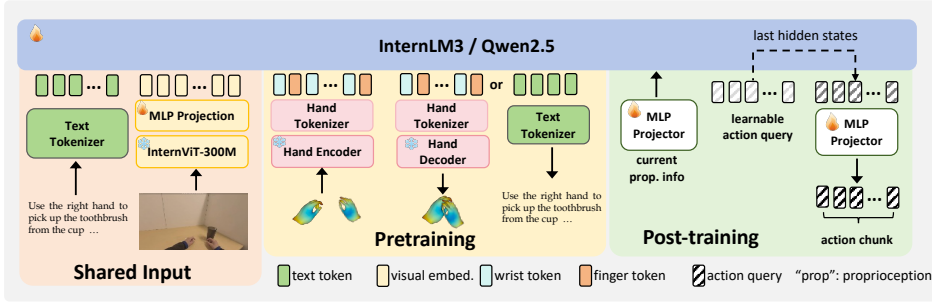 InternLM3 / Qwen2.5
Text
Tokenizer
MLP Projection
InternViT-300M
Use the right hand to
pick up the toothbrush
from the cup ...
Shared Input
Hand
Tokenizer
Hand Encoder
Hand
Tokenizer
Hand
Decoder
or
Text
Tokenizer
Use the right hand to
pick up the toothbrush
from the cup ...
Pretraining
MLP
Projector
current
prop. info
learnable
action query
last hidden states
MLP
Projector
action chunk
Post-training
text token
visual embed.
wrist token
finger token
action query
“prop”: proprioception